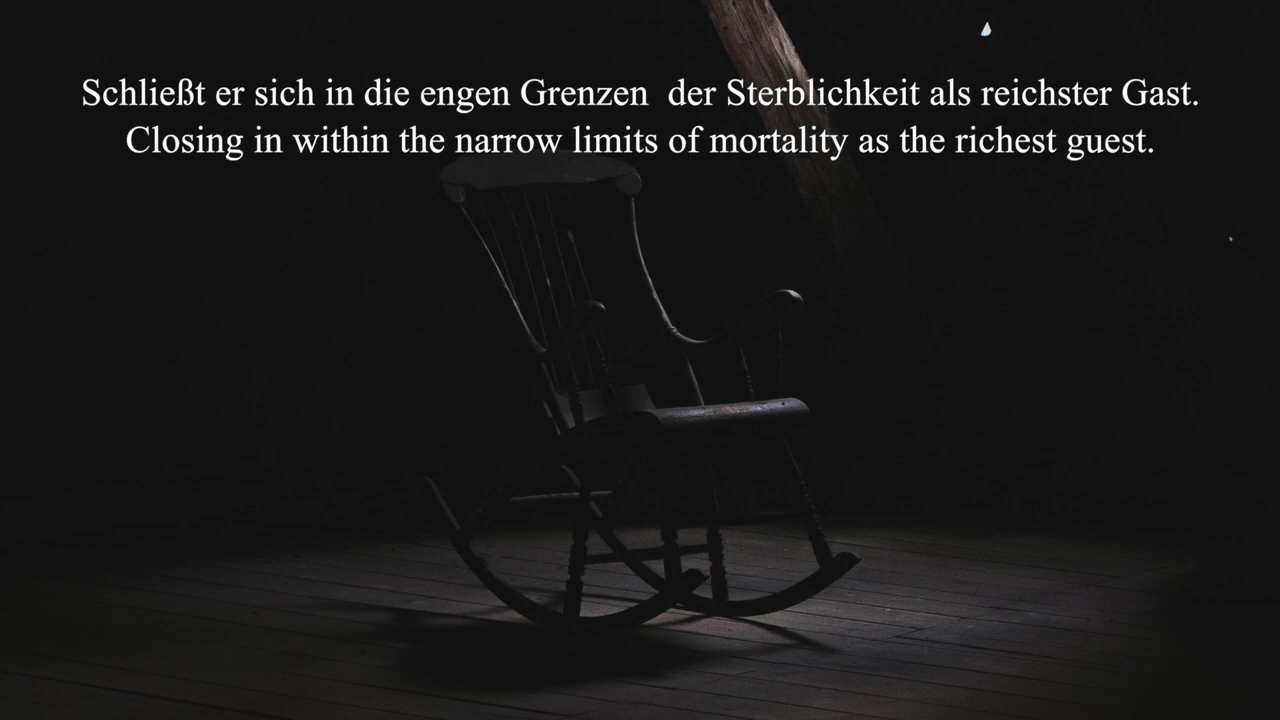 Schließt er sich in die engen Grenzen  der Sterblichkeit als reichster Gast.
Closing in within the narrow limits of mortality as the richest guest.